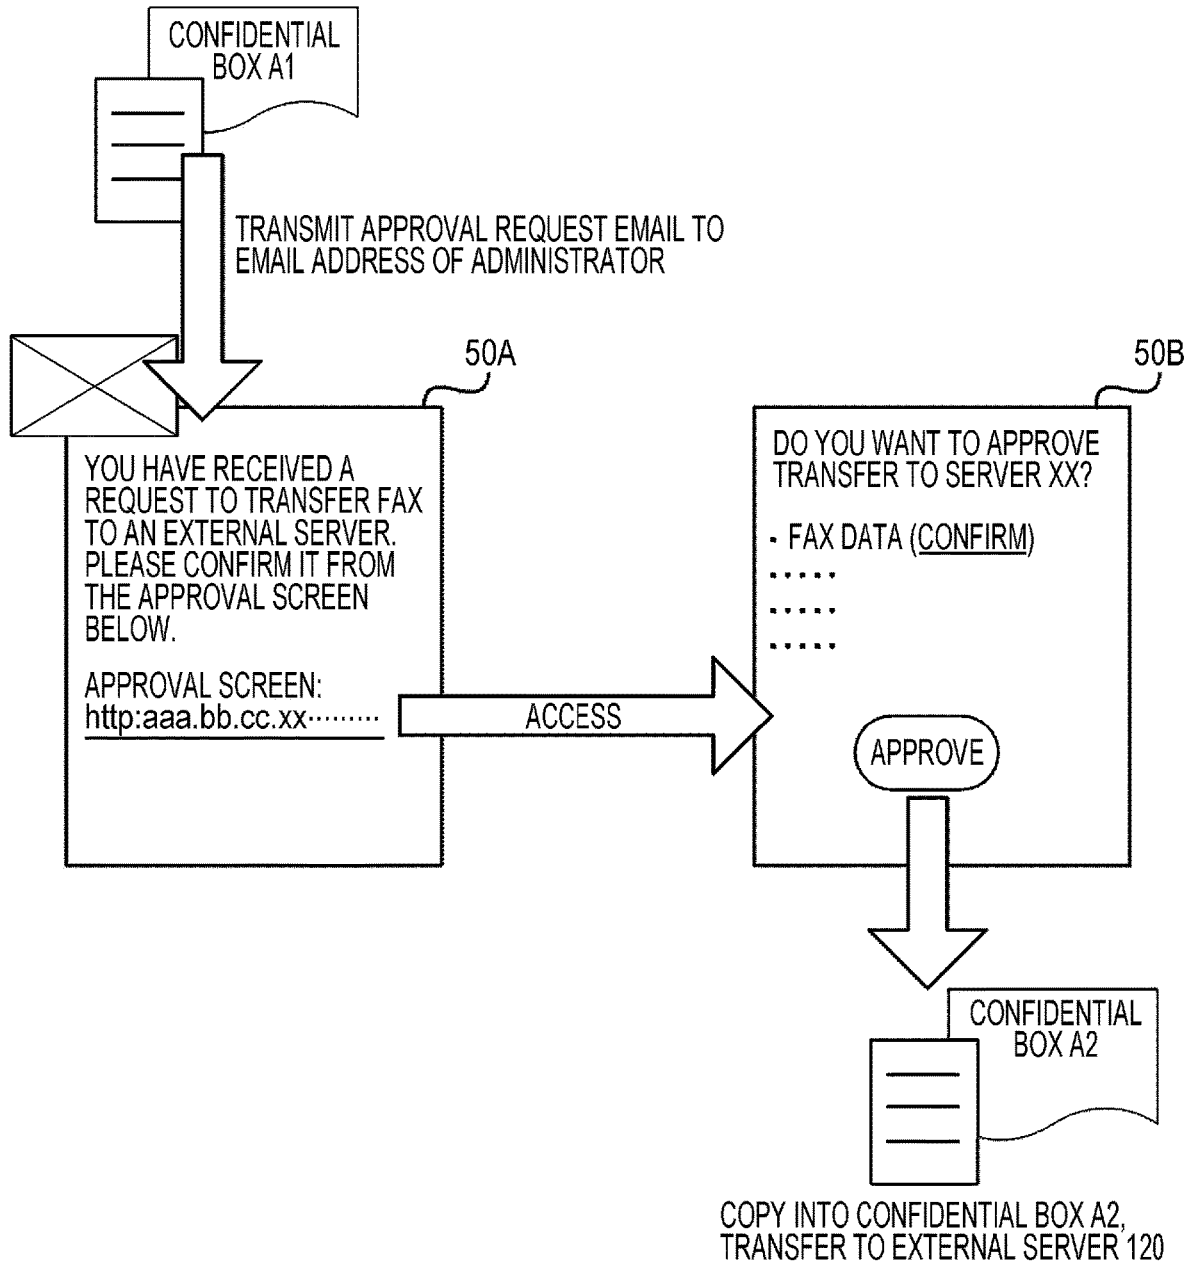 CONFIDENTIAL
BOX A1
TRANSMIT APPROVAL REQUEST EMAIL TO
EMAIL ADDRESS OF ADMINISTRATOR
50A
YOU HAVE RECEIVED A
REQUEST TO TRANSFER FAX
TO AN EXTERNAL SERVER.
PLEASE CONFIRM IT FROM
THE APPROVAL SCREEN
BELOW.
APPROVAL SCREEN:
http:aaa.bb.cc.xx·········
ACCESS
50B
DO YOU WANT TO APPROVE
TRANSFER TO SERVER XX?
· FAX DATA (CONFIRM)
·····
·····
·····
APPROVE
CONFIDENTIAL
BOX A2
COPY INTO CONFIDENTIAL BOX A2,
TRANSFER TO EXTERNAL SERVER 120